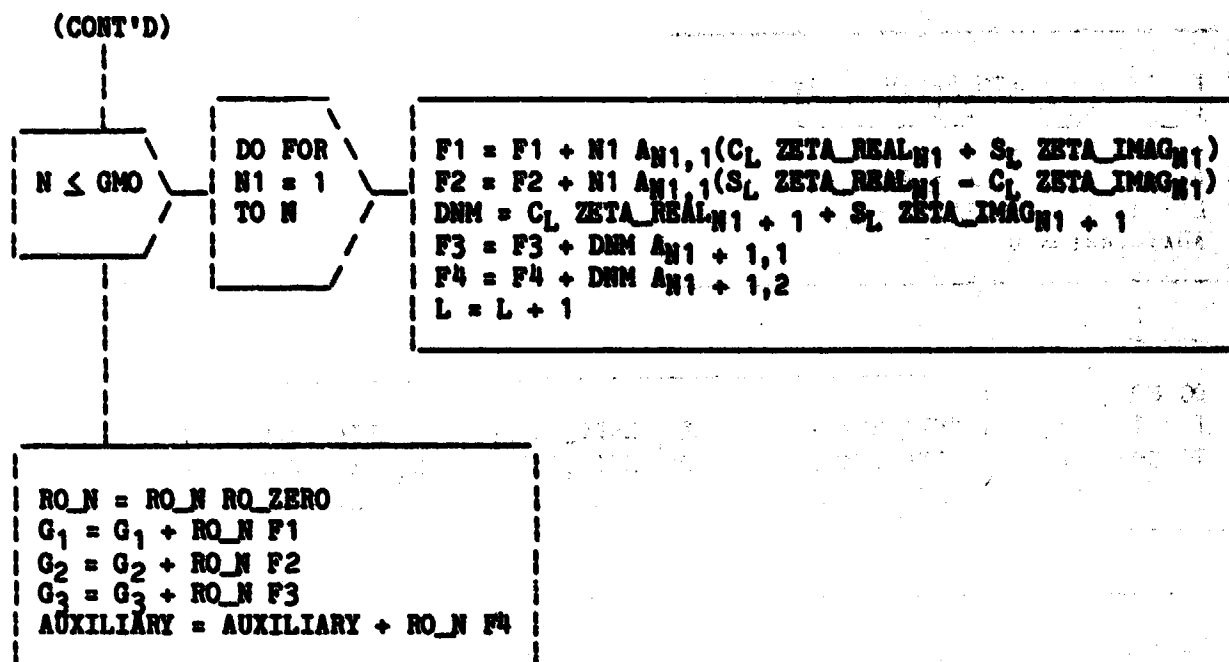 (CONT'D)
N ≤ GMO
DO FOR
N1 = 1
TO N
F1 = F1 + N1 A_{N1,1}(C_L ZETA_REAL_{N1} + S_L ZETA_IMAG_{N1})
F2 = F2 + N1 A_{N1,1}(S_L ZETA_REAL_{N1} - C_L ZETA_IMAG_{N1})
DNM = C_L ZETA_REAL_{N1 + 1} + S_L ZETA_IMAG_{N1 + 1}
F3 = F3 + DNM A_{N1 + 1,1}
F4 = F4 + DNM A_{N1 + 1,2}
L = L + 1
RO_N = RO_N RO_ZERO
G_1 = G_1 + RO_N F1
G_2 = G_2 + RO_N F2
G_3 = G_3 + RO_N F3
AUXILIARY = AUXILIARY + RO_N F4